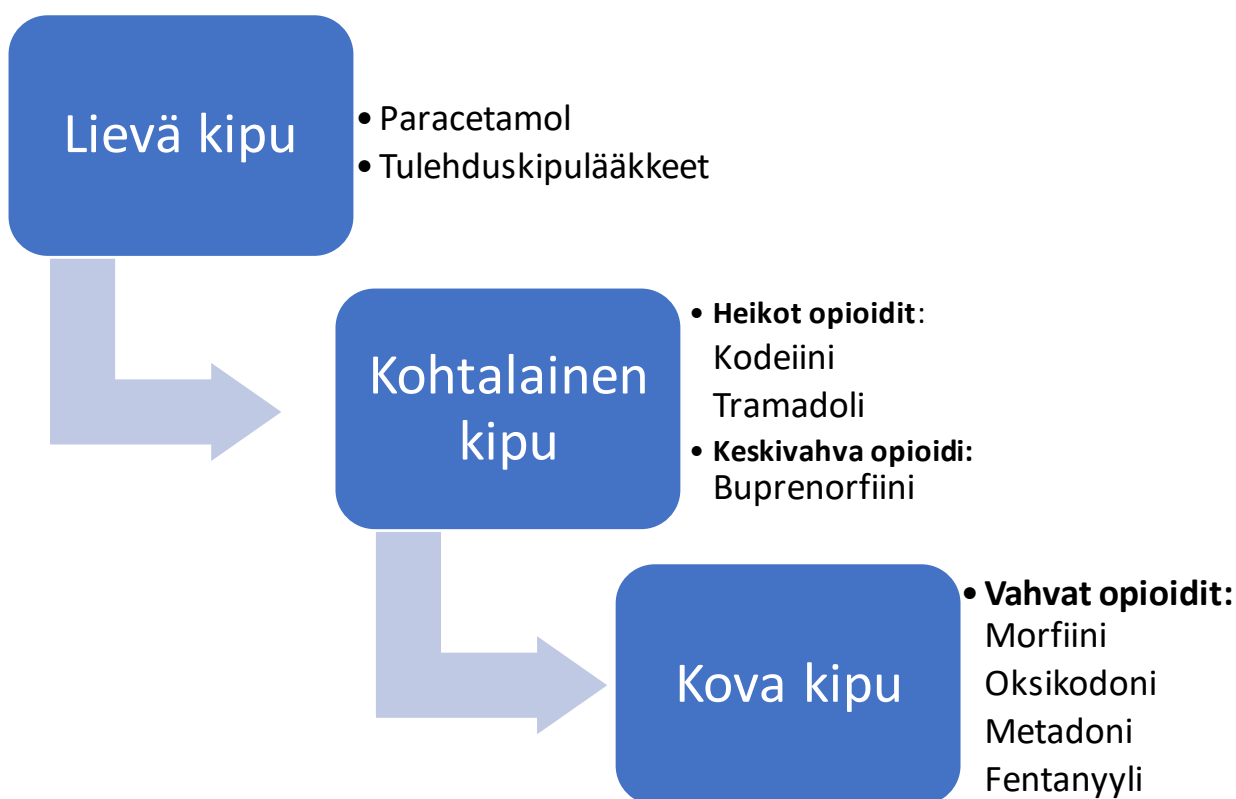 Lievä kipu
• Paracetamol
• Tulehduskipulääkkeet
Kohtalainen
kipu
• Heikot opioidit:
Kodeiini
Tramadoli
• Keskivahva opioidi:
Buprenorfiini
Kova kipu
• Vahvat opioidit:
Morfiini
Oksikodoni
Metadoni
Fentanyyli